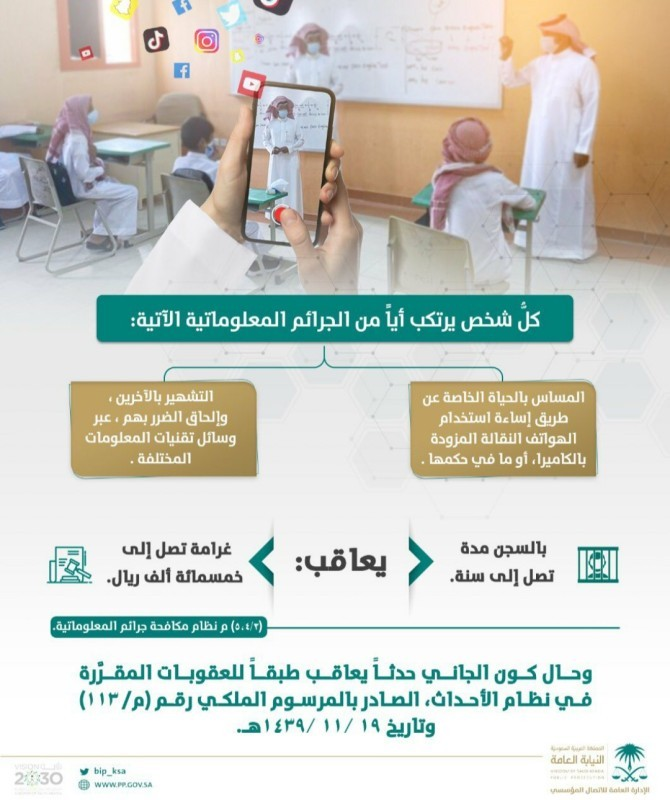 كلُّ شخص يرتكب أياً من الجرائم المعلوماتية الآتية:
المساس بالحياة الخاصة عن
طريق إساءة استخدام
الهواتف النقالة المزودة
بالكاميرا، أو ما في حكمها .
التشهير بالآخرين ،
وإلحاق الضرر بهم ، عبر
وسائل تقنيات المعلومات
المختلفة .
يعاقب:
بالسجن مدة
تصل إلى سنة.
غرامة تصل إلى
خمسمائة ألف ريال.
(٥،٤/٣) م نظام مكافحة جرائم المعلوماتية.
وحال كون الجاني حدثاً يعاقب طبقاً للعقوبات المقرَّرة
في نظام الأحداث، الصادر بالمرسوم الملكي رقم (م/١١٣)
وتاريخ ١٩ /١١ /١٤٣٩هـ.
المملكة العربية السعودية
النيابة العامة
PUBLIC PROSECUTION
الإدارة العامة للاتصال المؤسسي
bip_ksa
WWW.PP.GOV.SA
VISION رؤية
2030